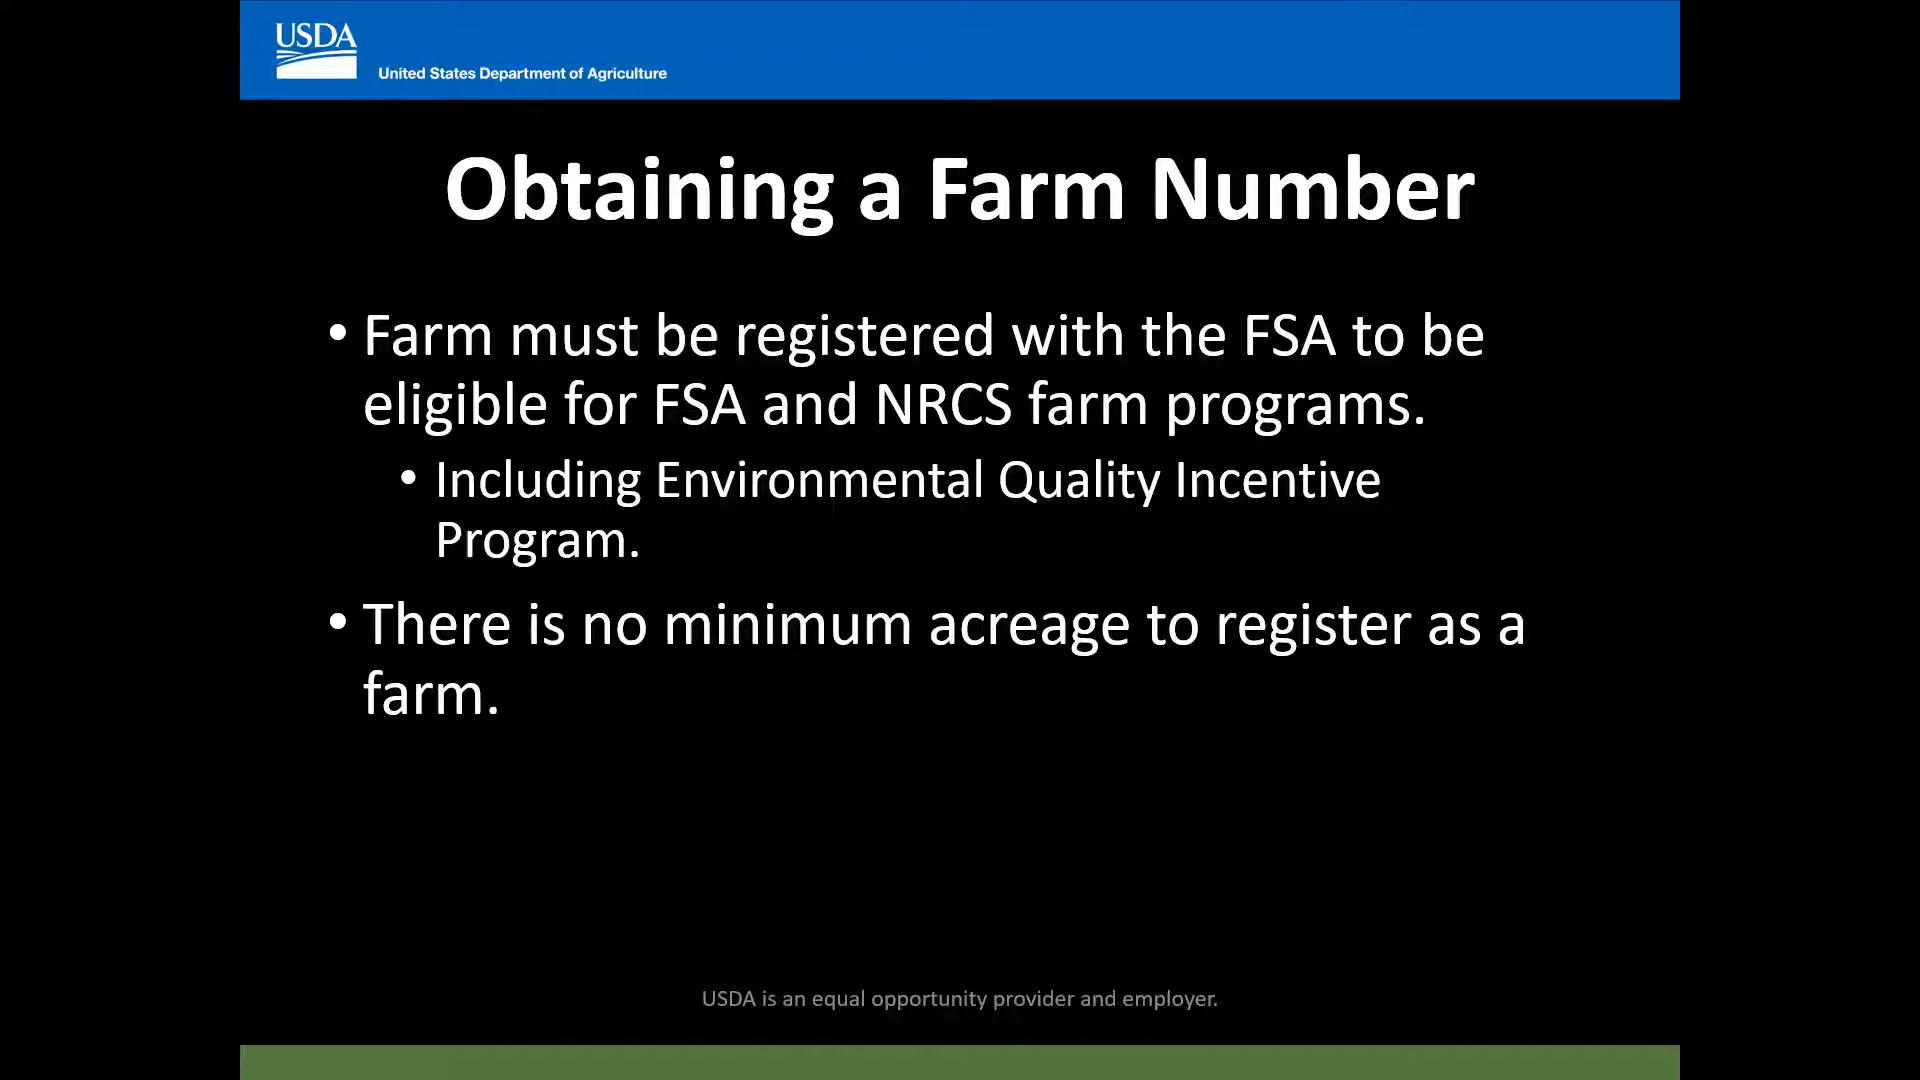 USDA
United States Department of Agriculture
Obtaining a Farm Number
• Farm must be registered with the FSA to be
eligible for FSA and NRCS farm programs.
• Including Environmental Quality Incentive
Program.
• There is no minimum acreage to register as a
farm.
USDA is an equal opportunity provider and employer.